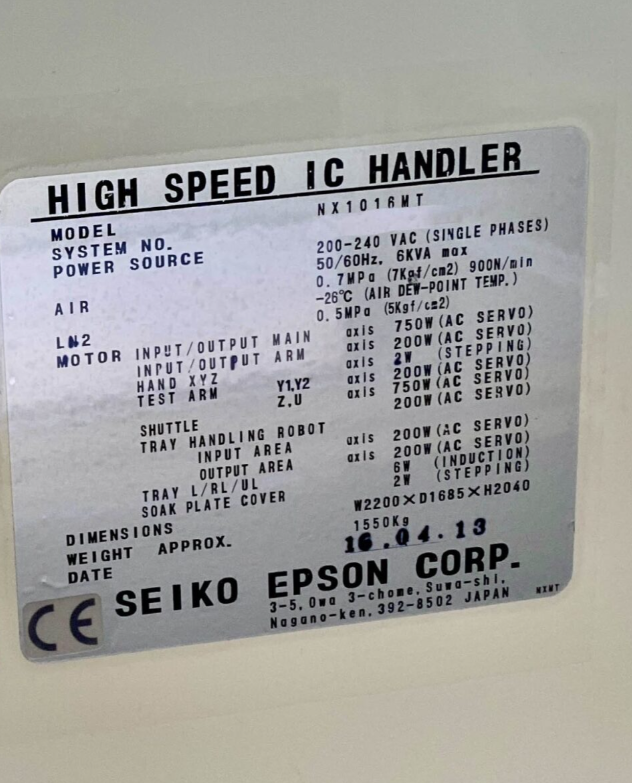 HIGH SPEED IC HANDLER
MODEL NX1016MT
SYSTEM NO.
POWER SOURCE 200-240 VAC (SINGLE PHASES)
50/60Hz, 6KVA max
AIR 0.7MPa (7Kgf/cm2) 900N/min
-26℃ (AIR DEW-POINT TEMP.)
LN2 0.5MPa (5Kgf/cm2)
MOTOR INPUT/OUTPUT MAIN axis 750W (AC SERVO)
INPUT/OUTPUT ARM axis 200W (AC SERVO)
HAND XYZ axis 2W (STEPPING)
TEST ARM Y1,Y2 axis 200W (AC SERVO)
Z,U axis 750W (AC SERVO)
SHUTTLE 200W (AC SERVO)
TRAY HANDLING ROBOT
INPUT AREA axis 200W (AC SERVO)
OUTPUT AREA axis 200W (AC SERVO)
TRAY L/RL/UL 6W (INDUCTION)
SOAK PLATE COVER 2W (STEPPING)
DIMENSIONS W2200×D1685×H2040
WEIGHT APPROX. 1550Kg
DATE 16.04.13
CE SEIKO EPSON CORP.
3-5, Owa 3-chome, Suwa-shi,
Nagano-ken, 392-8502 JAPAN NXMT